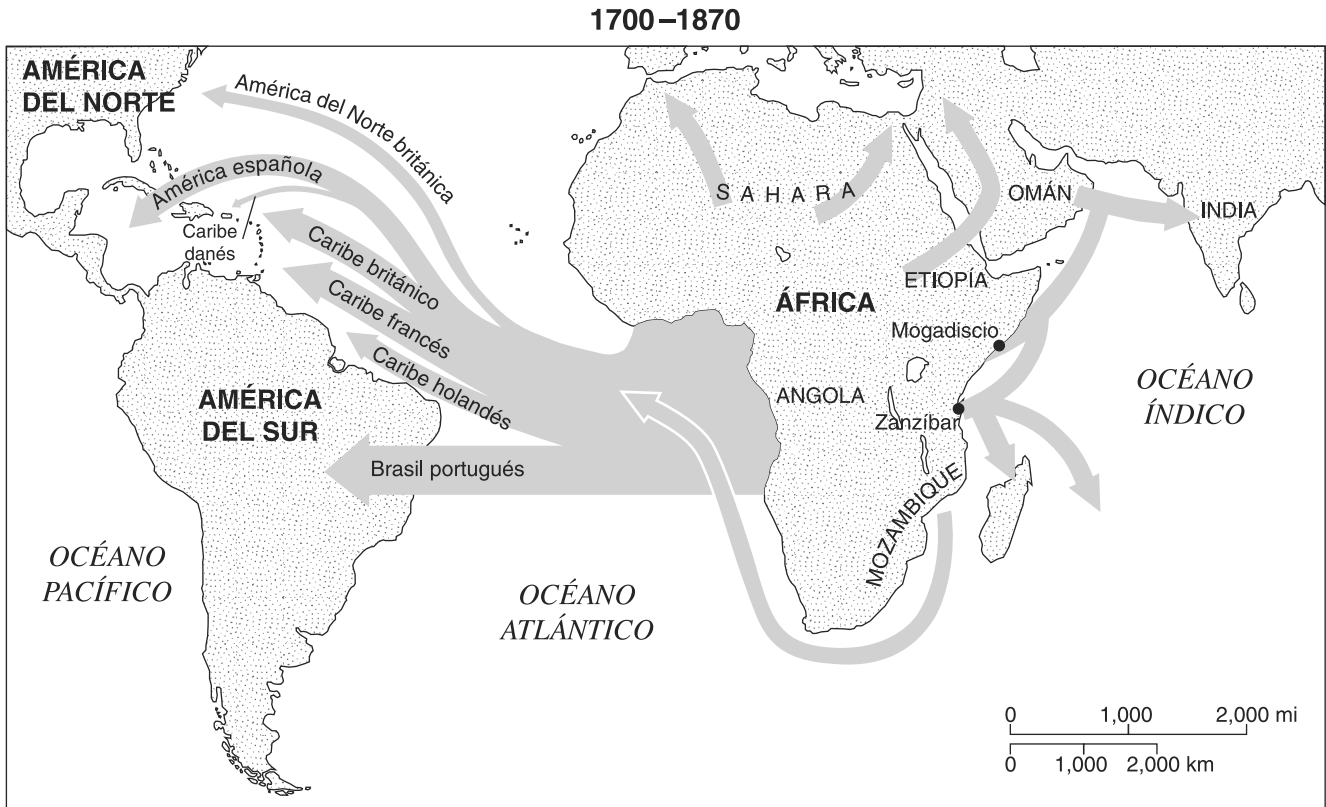 1700–1870
AMÉRICA
DEL NORTE
América del Norte británica
América española
Caribe
danés
Caribe británico
Caribe francés
Caribe holandés
Brasil portugués
AMÉRICA
DEL SUR
SAHARA
OMÁN
INDIA
ETIOPÍA
ÁFRICA
Mogadiscio
ANGOLA
Zanzíbar
MOZAMBIQUE
OCÉANO
ÍNDICO
OCÉANO
PACÍFICO
OCÉANO
ATLÁNTICO
0 1,000 2,000 mi
0 1,000 2,000 km